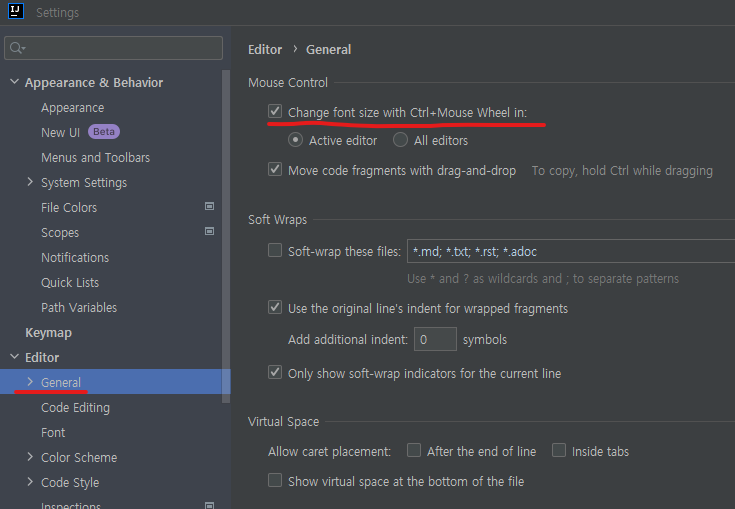 IJ
Settings
Appearance & Behavior
Appearance
New UI Beta
Menus and Toolbars
System Settings
File Colors
Scopes
Notifications
Quick Lists
Path Variables
Keymap
Editor
General
Code Editing
Font
Color Scheme
Code Style
Inspections
Editor › General
Mouse Control
Change font size with Ctrl+Mouse Wheel in:
Active editor All editors
Move code fragments with drag-and-drop To copy, hold Ctrl while dragging
Soft Wraps
Soft-wrap these files: *.md; *.txt; *.rst; *.adoc
Use * and ? as wildcards and ; to separate patterns
Use the original line's indent for wrapped fragments
Add additional indent: 0 symbols
Only show soft-wrap indicators for the current line
Virtual Space
Allow caret placement: After the end of line Inside tabs
Show virtual space at the bottom of the file